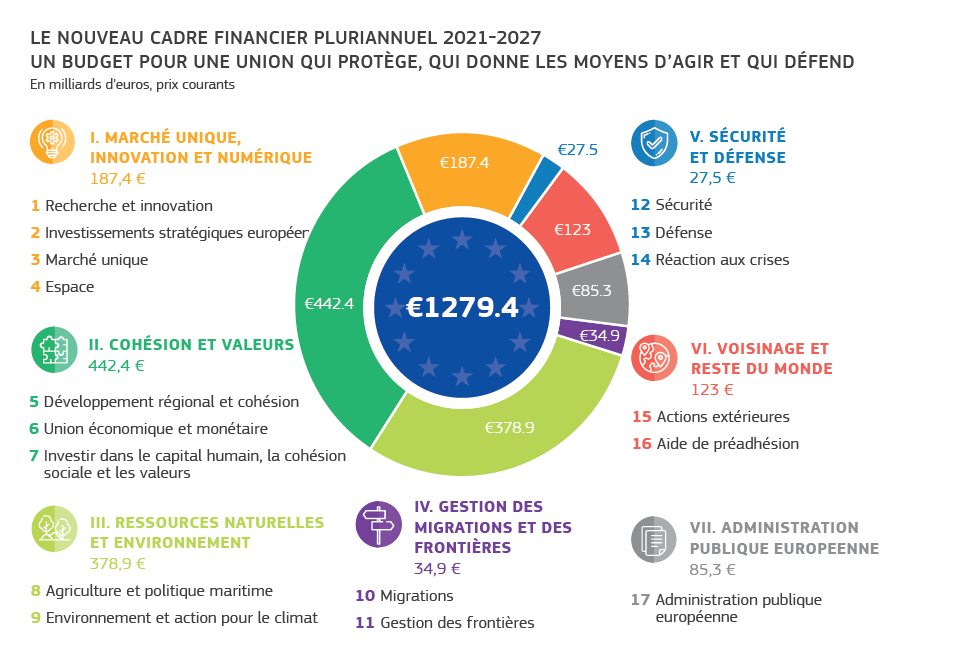 LE NOUVEAU CADRE FINANCIER PLURIANNUEL 2021-2027
UN BUDGET POUR UNE UNION QUI PROTÈGE, QUI DONNE LES MOYENS D'AGIR ET QUI DÉFEND
En milliards d'euros, prix courants
I. MARCHÉ UNIQUE,
INNOVATION ET NUMÉRIQUE
187,4 €
1 Recherche et innovation
2 Investissements stratégiques européen
3 Marché unique
4 Espace
II. COHÉSION ET VALEURS
442,4 €
5 Développement régional et cohésion
6 Union économique et monétaire
7 Investir dans le capital humain, la cohésion
sociale et les valeurs
III. RESSOURCES NATURELLES
ET ENVIRONNEMENT
378,9 €
8 Agriculture et politique maritime
9 Environnement et action pour le climat
€187.4
€27.5
€123
€85.3
€34.9
€378.9
€442.4
€1279.4
IV. GESTION DES
MIGRATIONS ET DES
FRONTIÈRES
34,9 €
10 Migrations
11 Gestion des frontières
V. SÉCURITÉ
ET DÉFENSE
27,5 €
12 Sécurité
13 Défense
14 Réaction aux crises
VI. VOISINAGE ET
RESTE DU MONDE
123 €
15 Actions extérieures
16 Aide de préadhésion
VII. ADMINISTRATION
PUBLIQUE EUROPEENNE
85,3 €
17 Administration publique
européenne